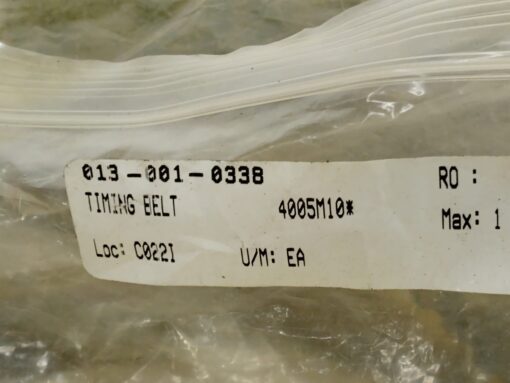 013-001-0338 RO :
TIMING BELT 4005M10* Max: 1
Loc: C022I U/M: EA